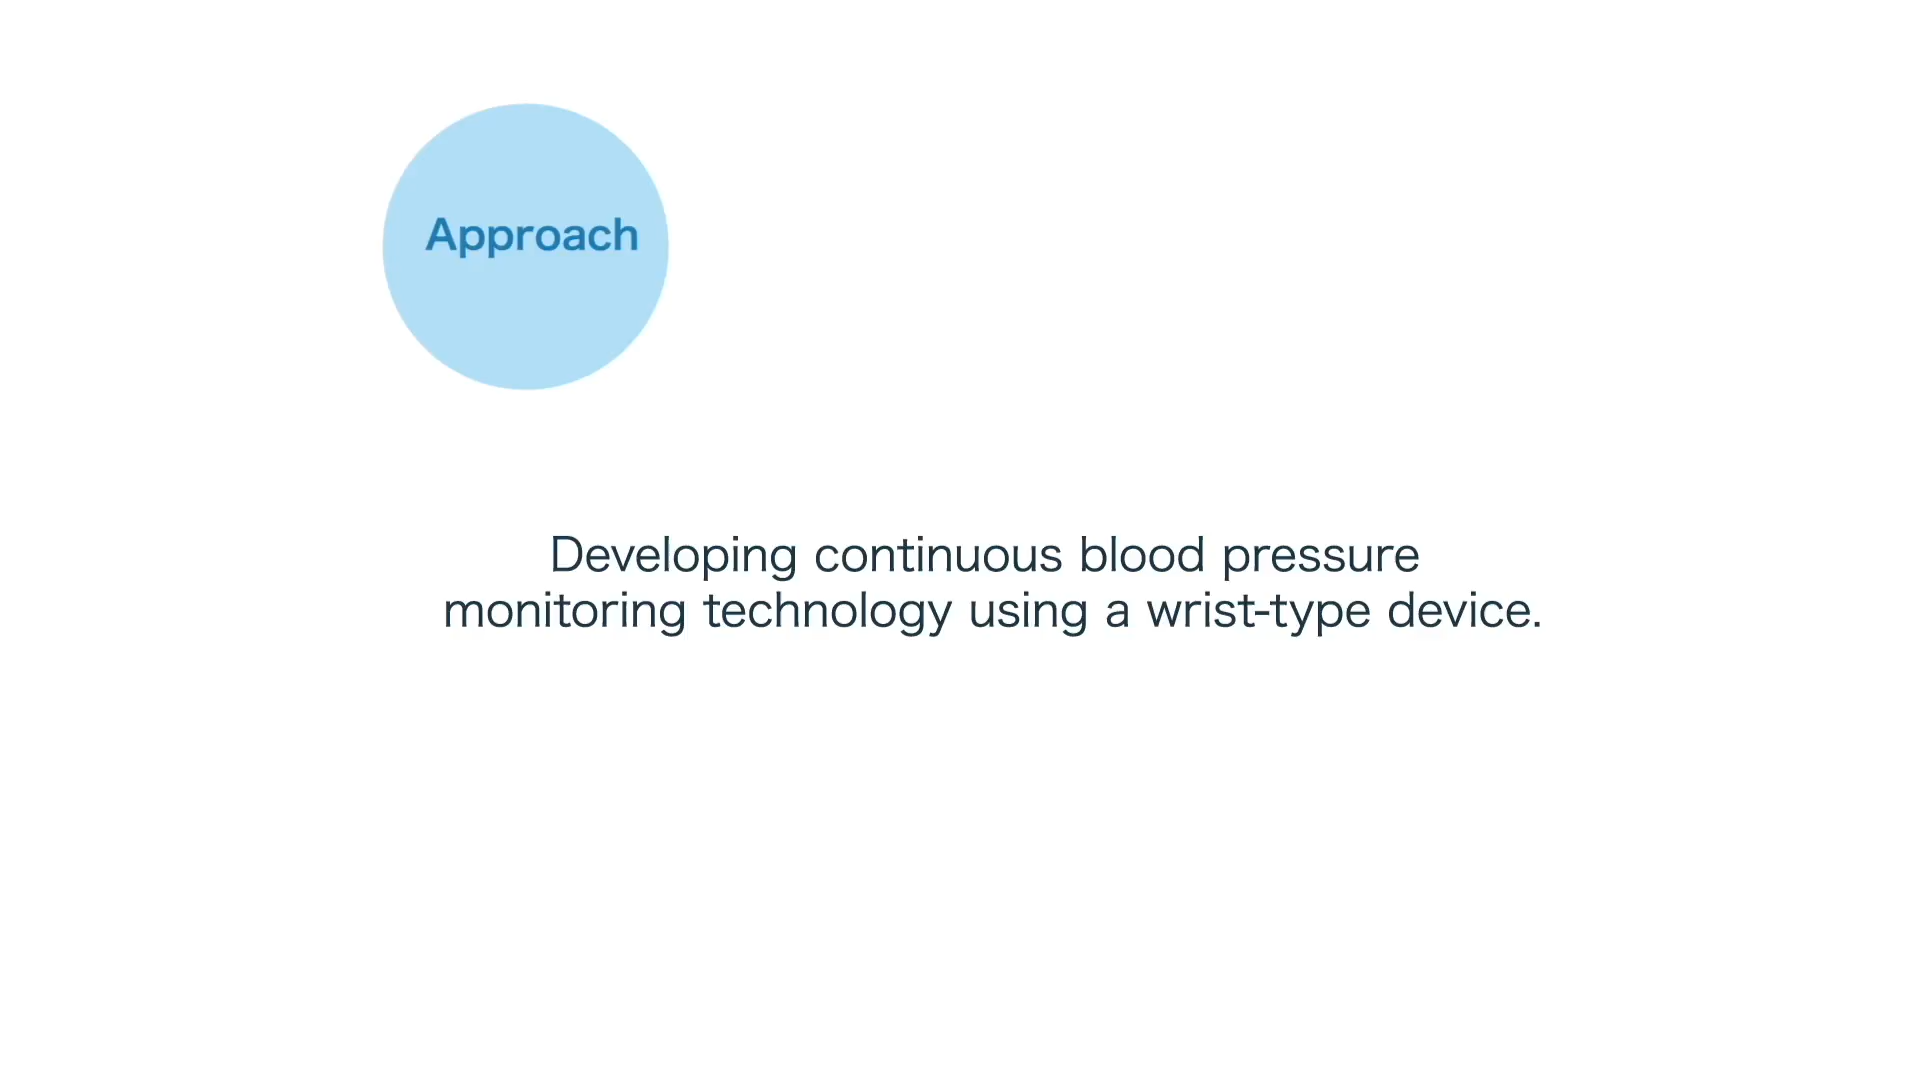 Approach
Developing continuous blood pressure
monitoring technology using a wrist-type device.